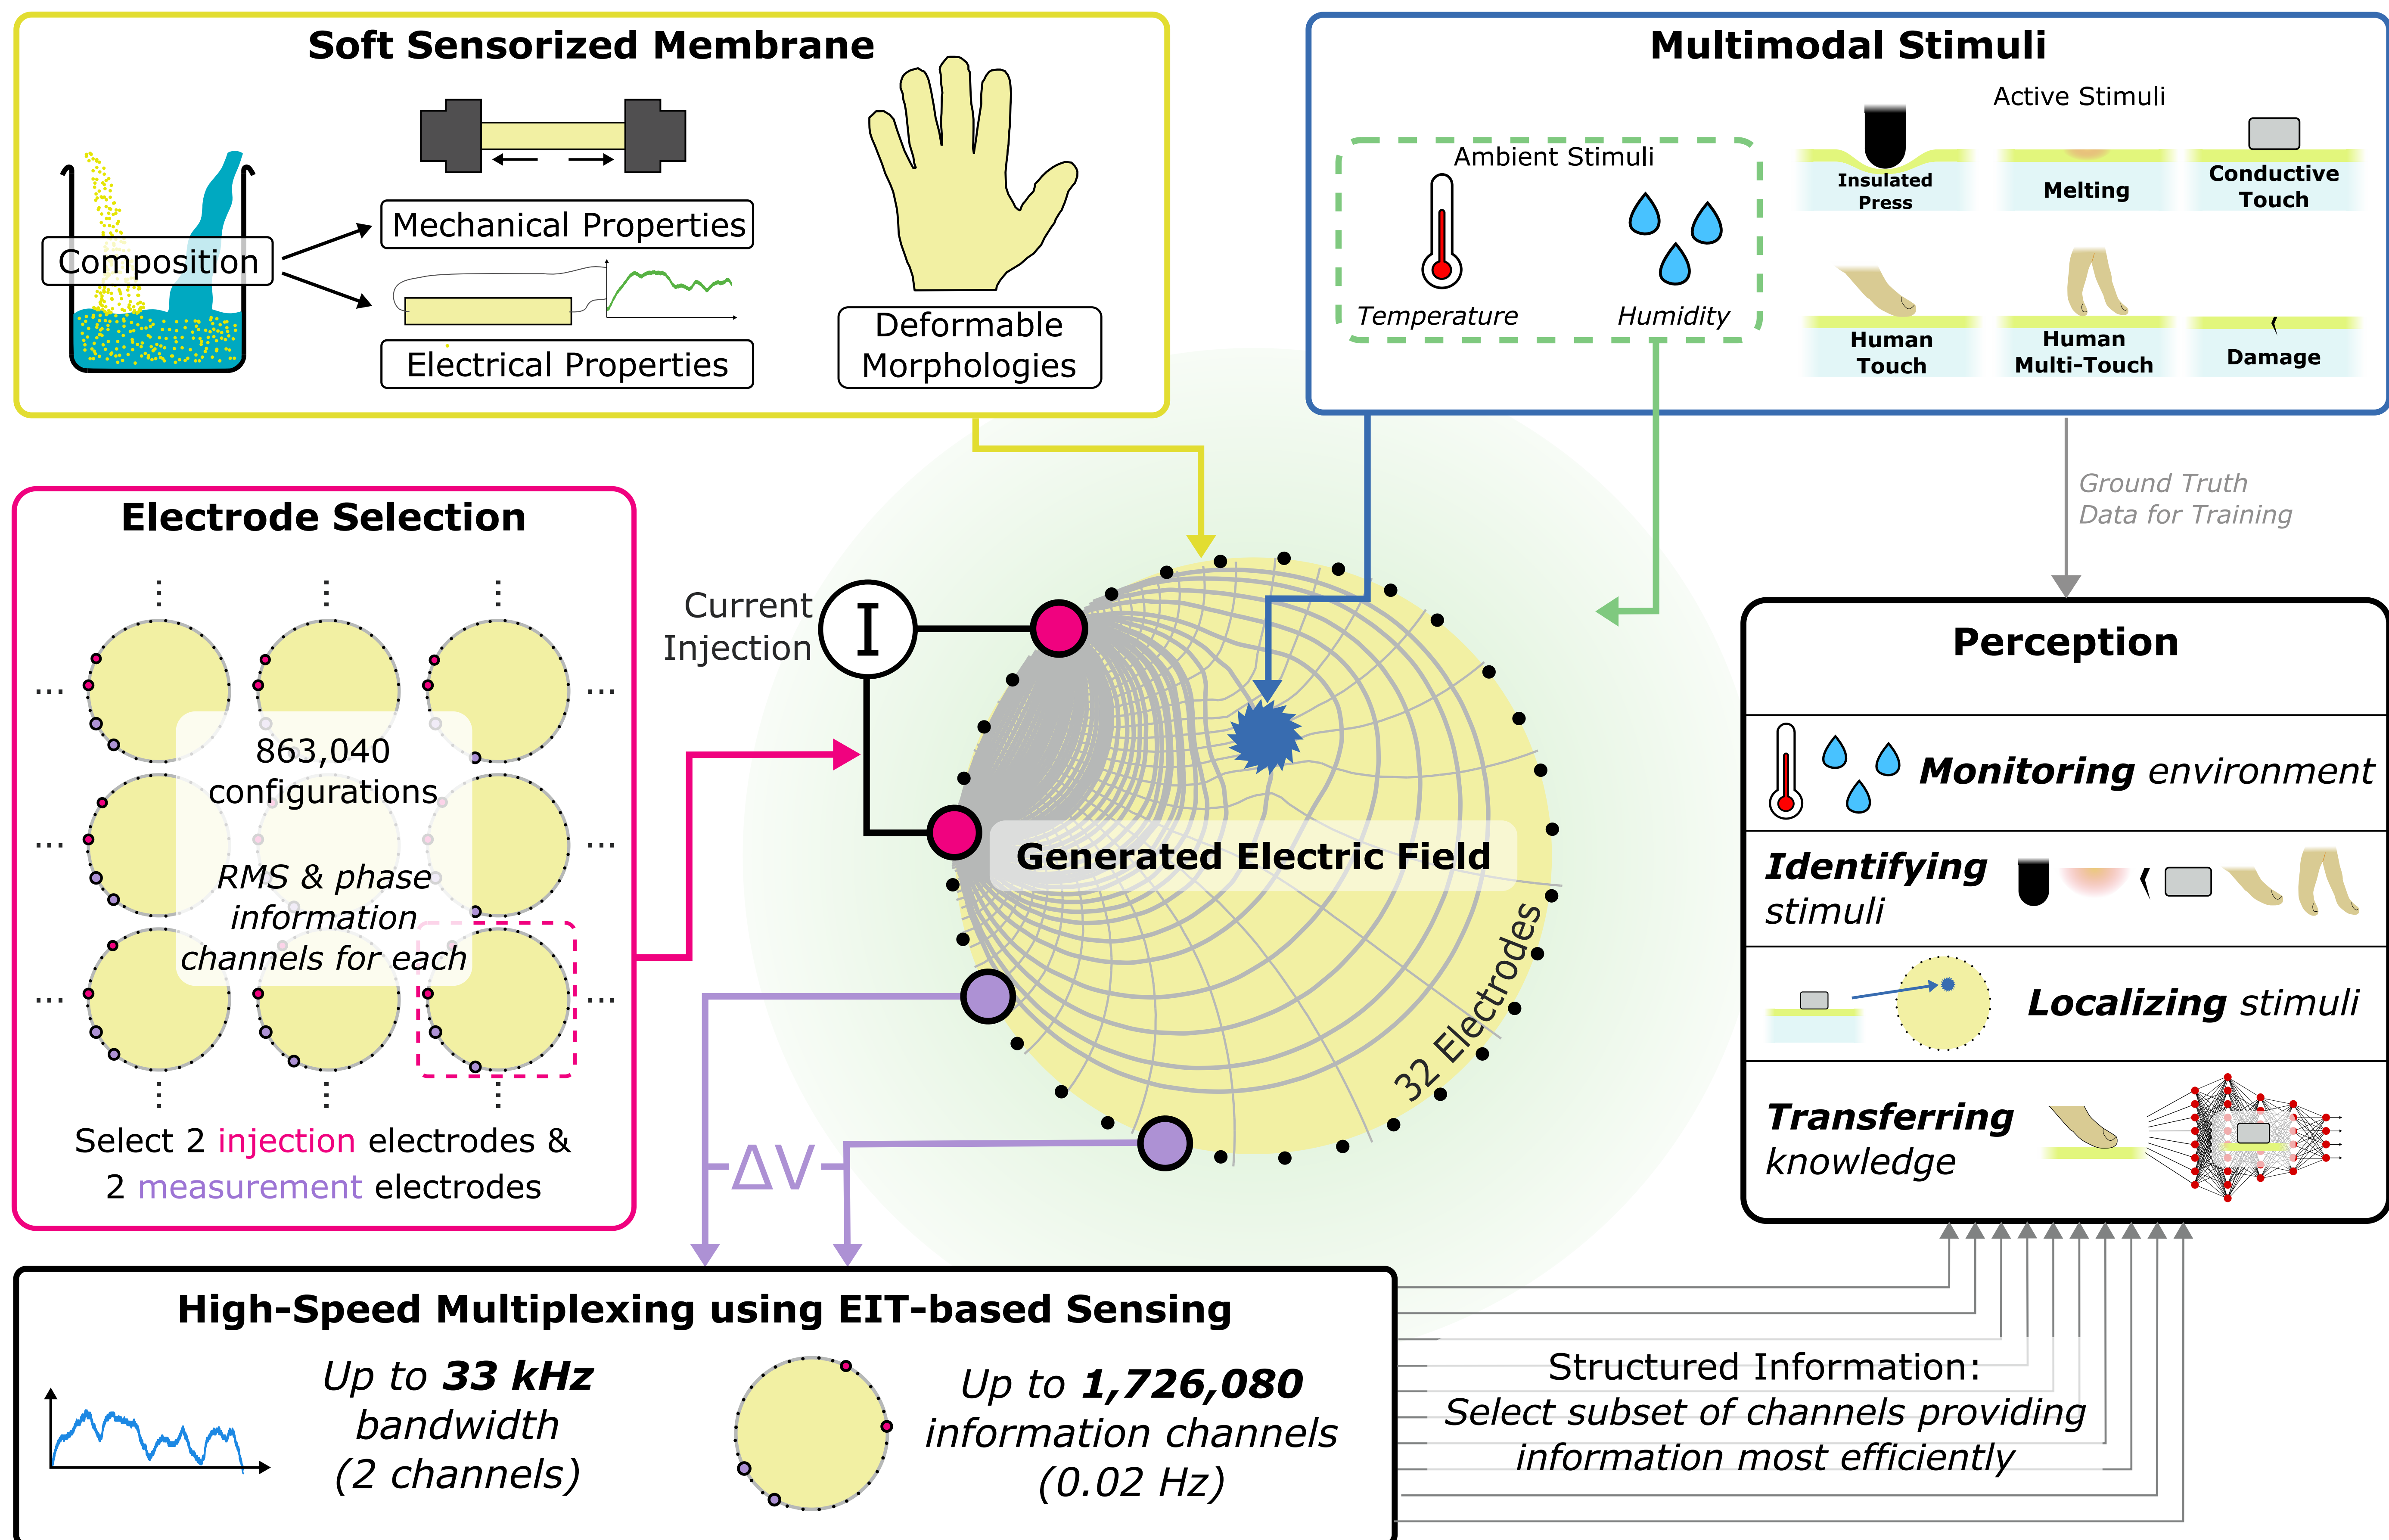 Soft Sensorized Membrane
Composition
Mechanical Properties
Electrical Properties
Deformable
Morphologies
Multimodal Stimuli
Ambient Stimuli
Temperature
Humidity
Active Stimuli
Insulated
Press
Melting
Conductive
Touch
Human
Touch
Human
Multi-Touch
Damage
Ground Truth
Data for Training
Electrode Selection
863,040
configurations
RMS & phase
information
channels for each
Select 2 injection electrodes &
2 measurement electrodes
Current
Injection
I
Generated Electric Field
32 Electrodes
ΔV
Perception
Monitoring environment
Identifying
stimuli
Localizing stimuli
Transferring
knowledge
High-Speed Multiplexing using EIT-based Sensing
Up to 33 kHz
bandwidth
(2 channels)
Up to 1,726,080
information channels
(0.02 Hz)
Structured Information:
Select subset of channels providing
information most efficiently